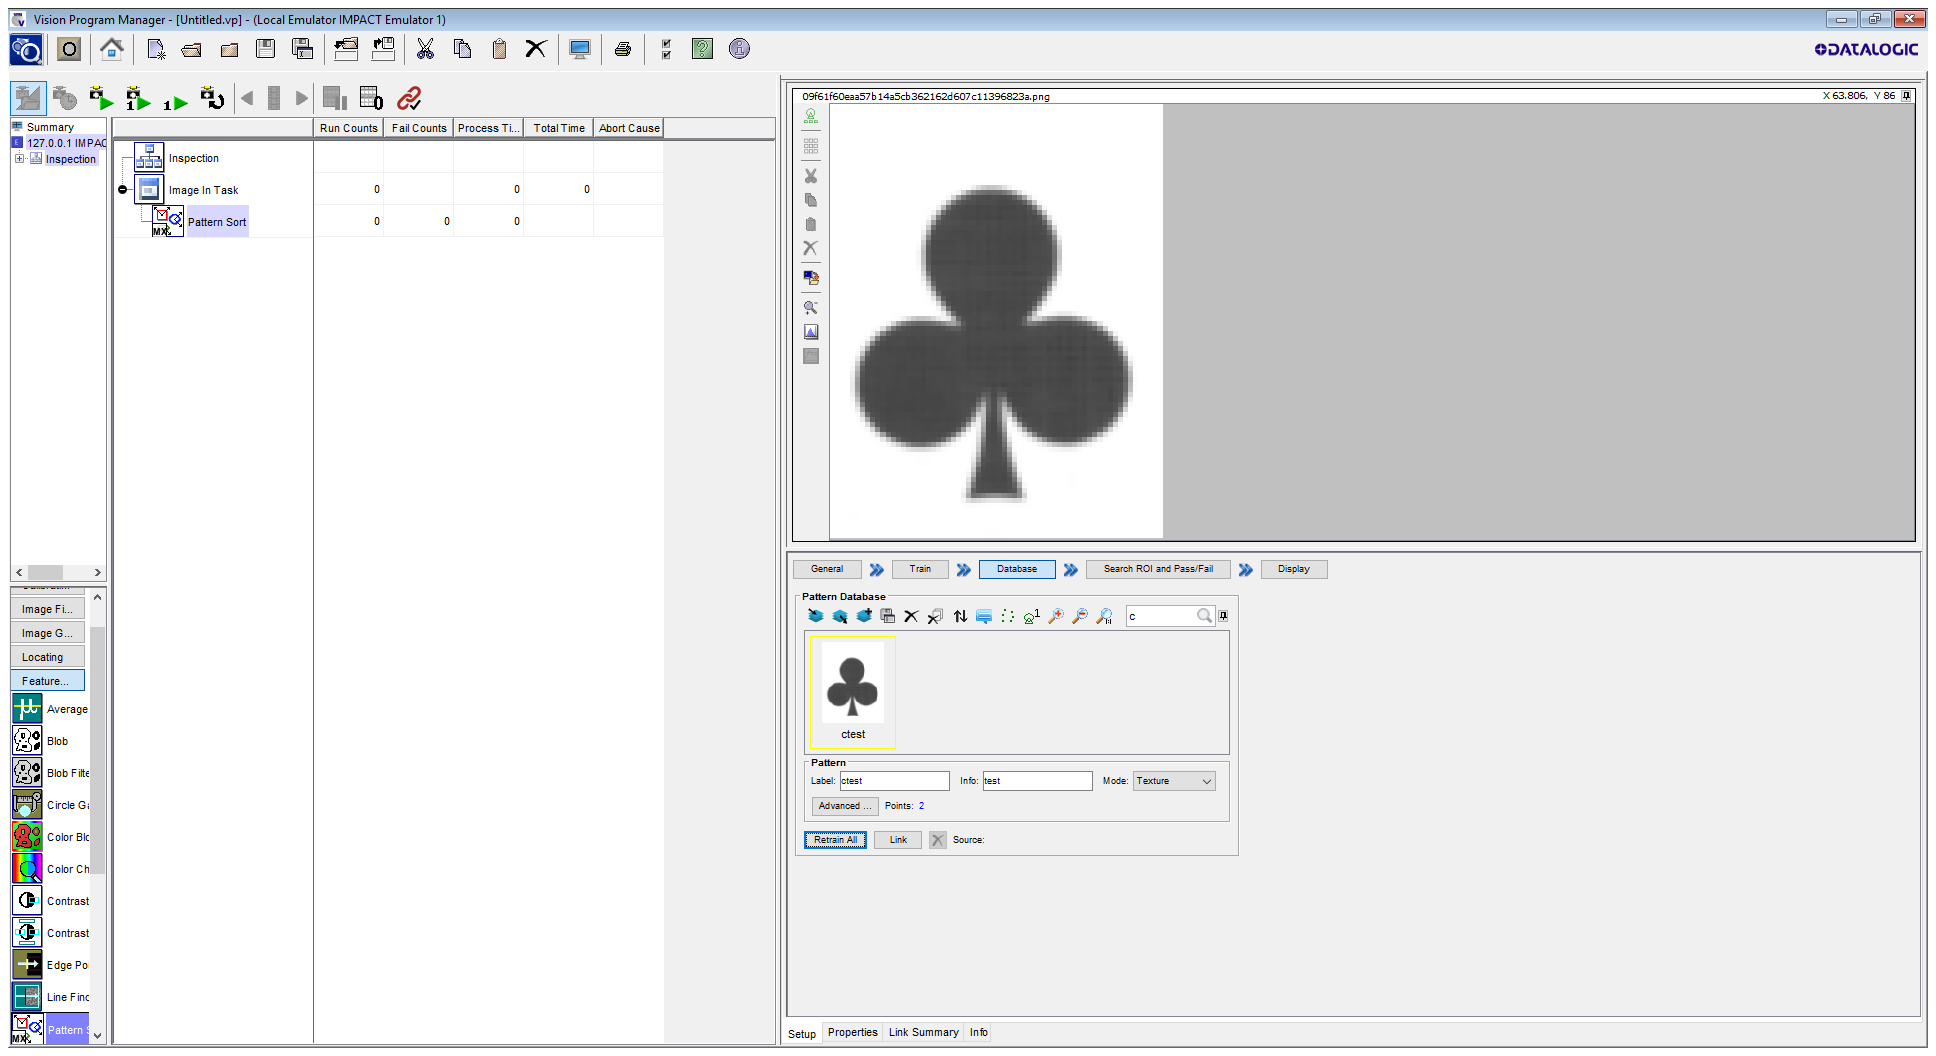 Vision Program Manager - [Untitled.vp] - (Local Emulator IMPACT Emulator 1)
DATALOGIC
Summary
127.0.0.1 IMPAC
Inspection
Run Counts Fail Counts Process Ti... Total Time Abort Cause
Inspection
Image In Task 0 0 0
Pattern Sort 0 0 0
MX
Image Fi...
Image G...
Locating
Feature...
Average
Blob
Blob Filte
Circle Ga
Color Blo
Color Ch
Contrast
Contrast
Edge Poi
Line Find
Pattern S
MX
09f61f60eaa57b14a5cb362162d607c11396823a.png X 63.806, Y 86
General Train Database Search ROI and Pass/Fail Display
Pattern Database
c
ctest
Pattern
Label: ctest Info: test Mode: Texture
Advanced ... Points: 2
Retrain All Link Source:
Setup Properties Link Summary Info